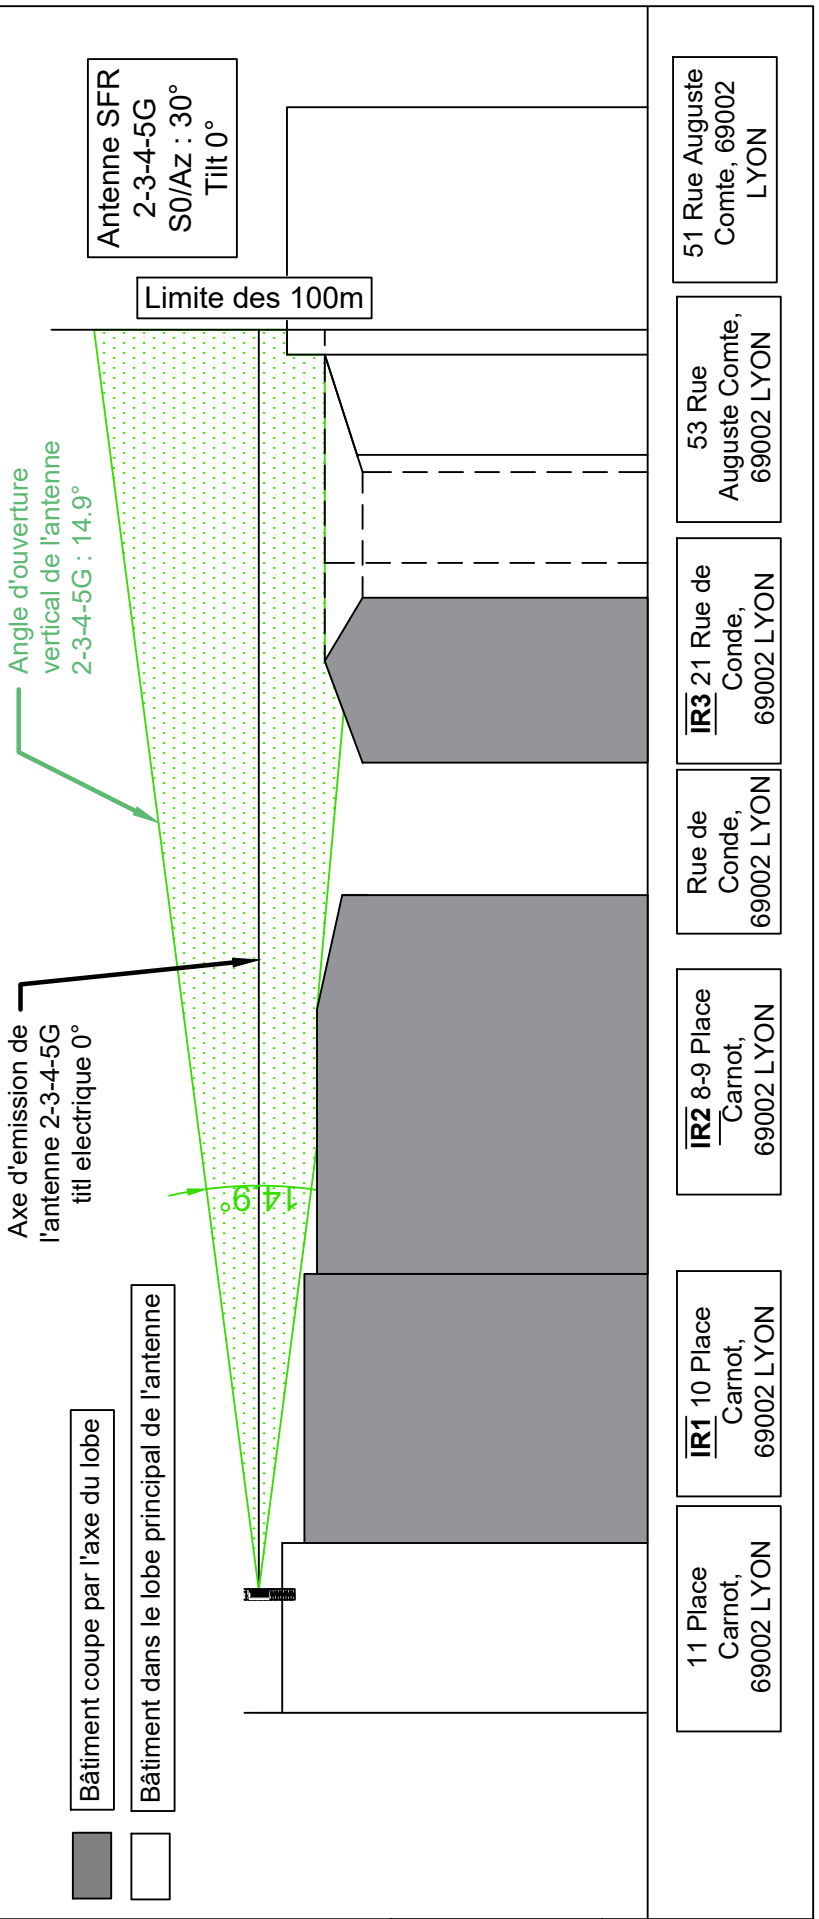 Bâtiment coupe par l'axe du lobe
Bâtiment dans le lobe principal de l'antenne
Axe d'emission de
l'antenne 2-3-4-5G
titl electrique 0°
Angle d'ouverture
vertical de l'antenne
2-3-4-5G : 14.9°
Antenne SFR
2-3-4-5G
S0/Az : 30°
Tilt 0°
Limite des 100m
14.9°
11 Place
Carnot,
69002 LYON
IR1 10 Place
Carnot,
69002 LYON
IR2 8-9 Place
Carnot,
69002 LYON
Rue de
Conde,
69002 LYON
IR3 21 Rue de
Conde,
69002 LYON
53 Rue
Auguste Comte,
69002 LYON
51 Rue Auguste
Comte, 69002
LYON